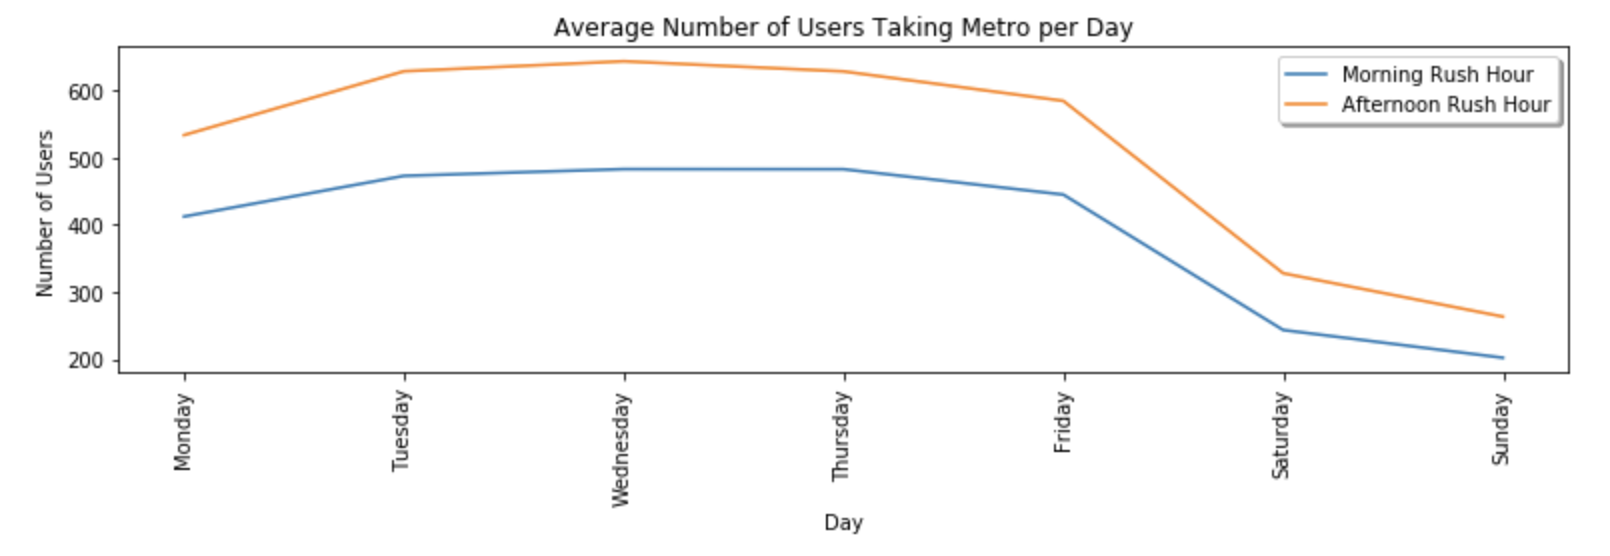 Average Number of Users Taking Metro per Day
Morning Rush Hour
Afternoon Rush Hour
Number of Users
600
500
400
300
200
Monday
Tuesday
Wednesday
Thursday
Friday
Saturday
Sunday
Day